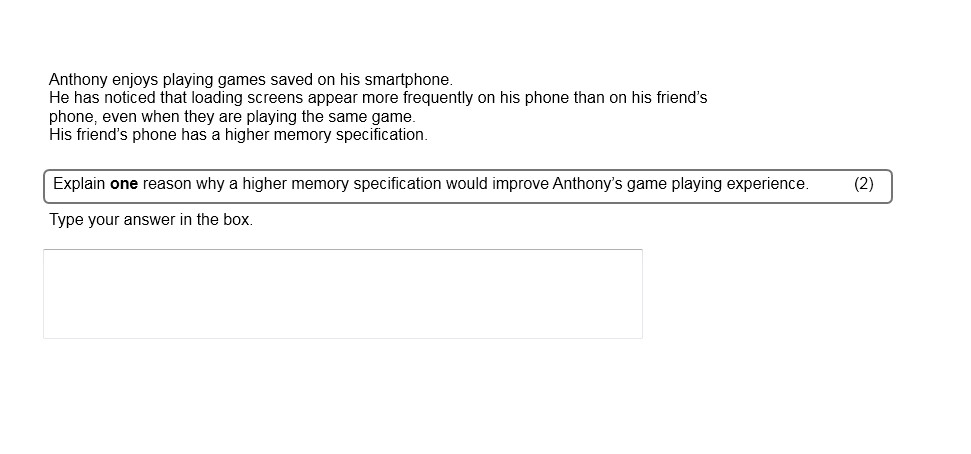 Anthony enjoys playing games saved on his smartphone.
He has noticed that loading screens appear more frequently on his phone than on his friend's
phone, even when they are playing the same game.
His friend's phone has a higher memory specification.
Explain one reason why a higher memory specification would improve Anthony's game playing experience. (2)
Type your answer in the box.